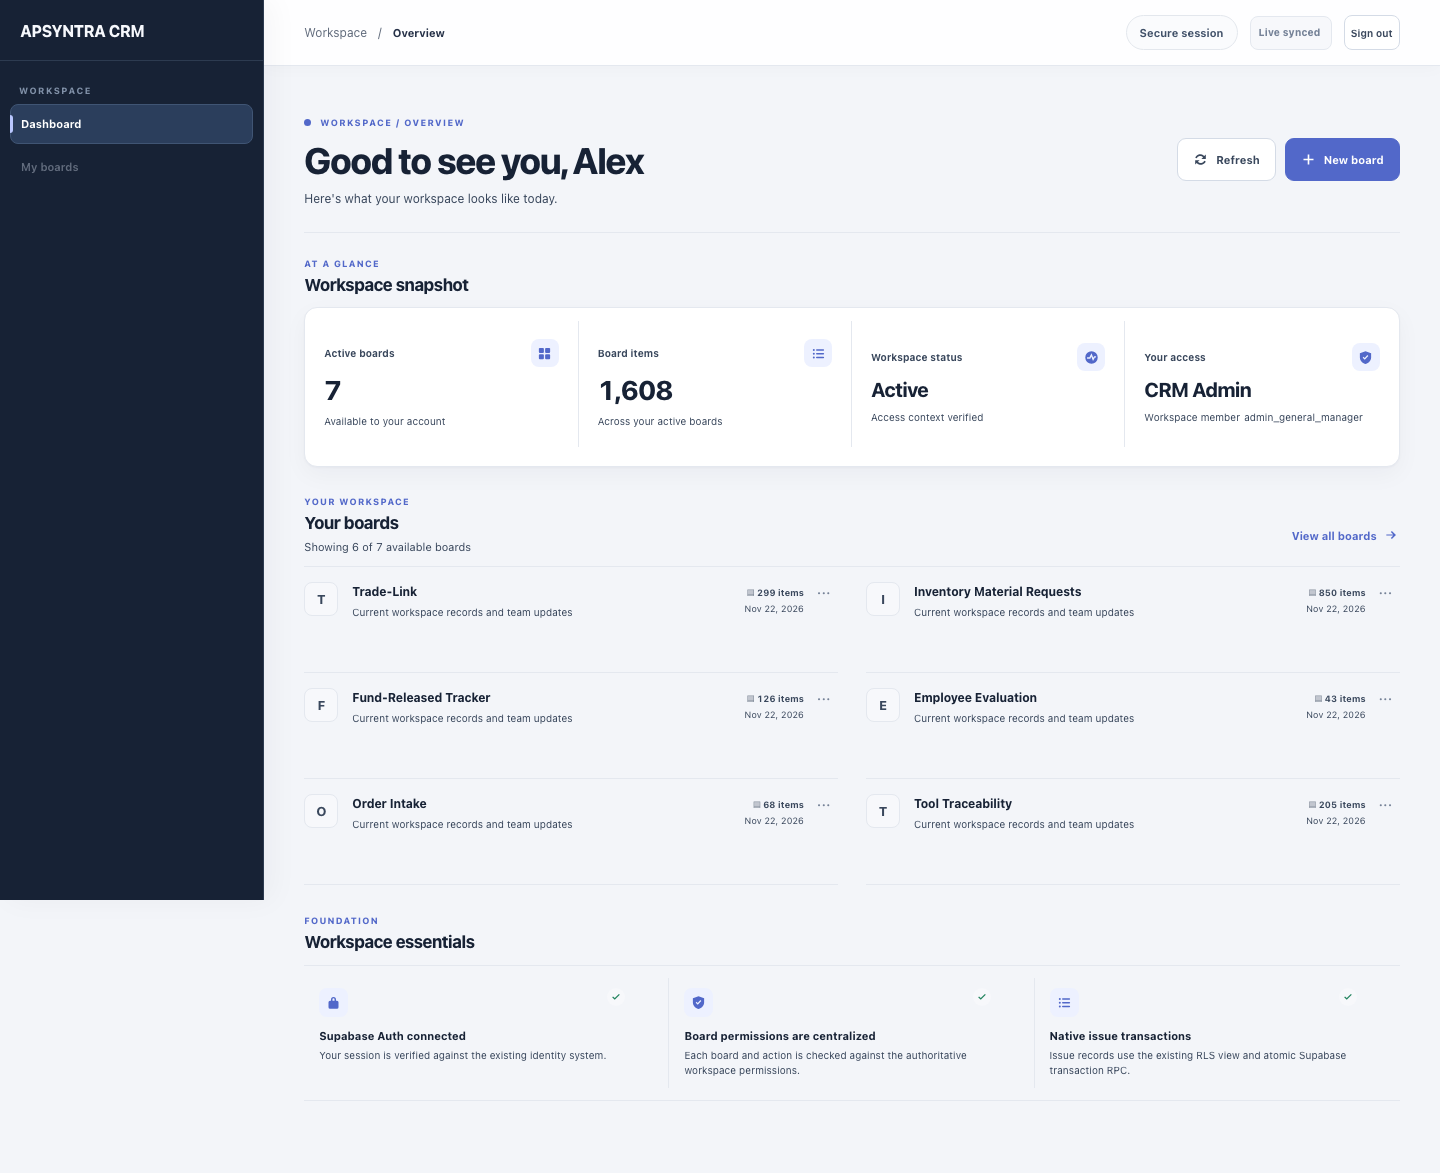 APSYNTRA CRM
WORKSPACE
Dashboard
My boards
Workspace / Overview
Secure session
Live synced
Sign out
WORKSPACE / OVERVIEW
Good to see you, Alex
Here's what your workspace looks like today.
Refresh
New board
AT A GLANCE
Workspace snapshot
Active boards
7
Available to your account
Board items
1,608
Across your active boards
Workspace status
Active
Access context verified
Your access
CRM Admin
Workspace member admin_general_manager
YOUR WORKSPACE
Your boards
Showing 6 of 7 available boards
View all boards
T
Trade-Link
Current workspace records and team updates
299 items
Nov 22, 2026
I
Inventory Material Requests
Current workspace records and team updates
850 items
Nov 22, 2026
F
Fund-Released Tracker
Current workspace records and team updates
126 items
Nov 22, 2026
E
Employee Evaluation
Current workspace records and team updates
43 items
Nov 22, 2026
O
Order Intake
Current workspace records and team updates
68 items
Nov 22, 2026
T
Tool Traceability
Current workspace records and team updates
205 items
Nov 22, 2026
FOUNDATION
Workspace essentials
Supabase Auth connected
Your session is verified against the existing identity system.
Board permissions are centralized
Each board and action is checked against the authoritative
workspace permissions.
Native issue transactions
Issue records use the existing RLS view and atomic Supabase
transaction RPC.